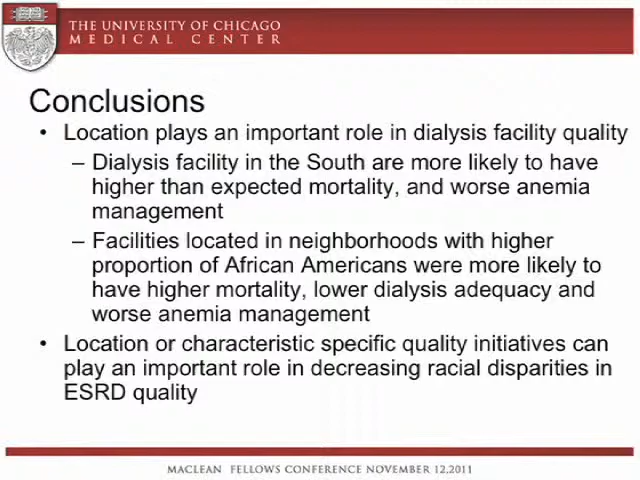 THE UNIVERSITY OF CHICAGO
MEDICAL CENTER
Conclusions
• Location plays an important role in dialysis facility quality
– Dialysis facility in the South are more likely to have
higher than expected mortality, and worse anemia
management
– Facilities located in neighborhoods with higher
proportion of African Americans were more likely to
have higher mortality, lower dialysis adequacy and
worse anemia management
• Location or characteristic specific quality initiatives can
play an important role in decreasing racial disparities in
ESRD quality
MACLEAN FELLOWS CONFERENCE NOVEMBER 12,2011